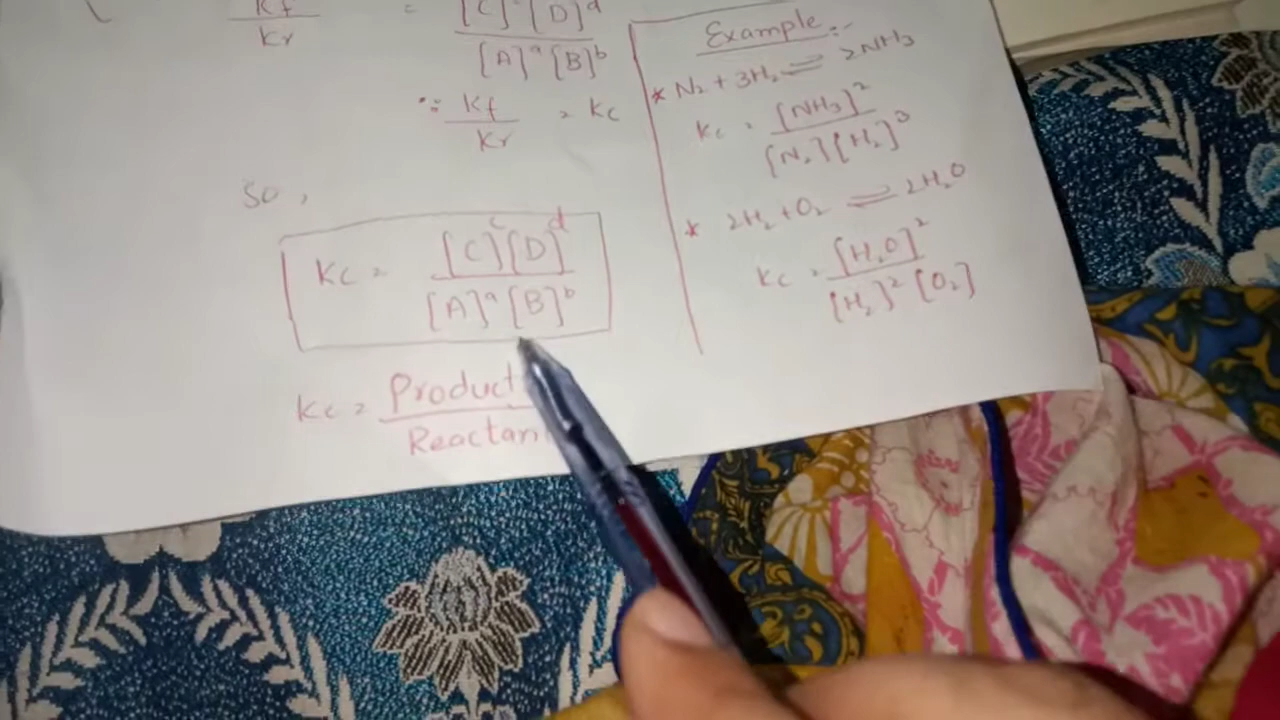 Kf / Kr = [C]ᶜ [D]ᵈ / [A]ᵃ [B]ᵇ
∵ Kf / Kr = Kc
So,
Kc = [C]ᶜ [D]ᵈ / [A]ᵃ [B]ᵇ
Kc = Product / Reactan
Example :-
* N₂ + 3H₂ ⇌ 2NH₃
Kc = [NH₃]² / [N₂] [H₂]³
* 2H₂ + O₂ ⇌ 2H₂O
Kc = [H₂O]² / [H₂]² [O₂]